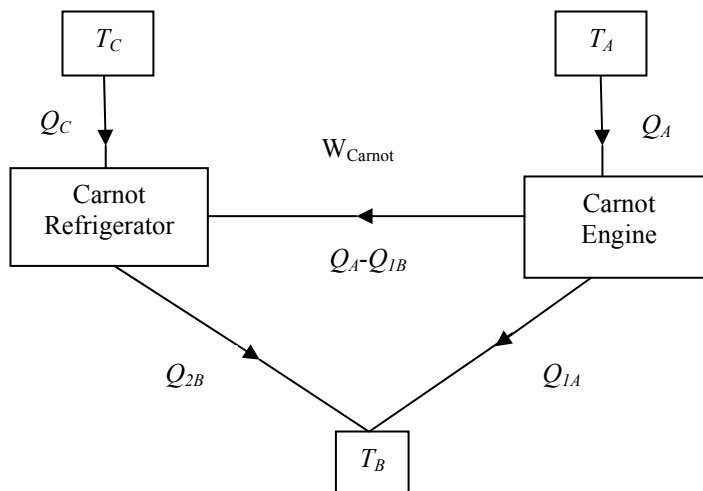 T_C
T_A
Q_C
Q_A
W_Carnot
Carnot
Refrigerator
Carnot
Engine
Q_A-Q_1B
Q_2B
Q_1A
T_B